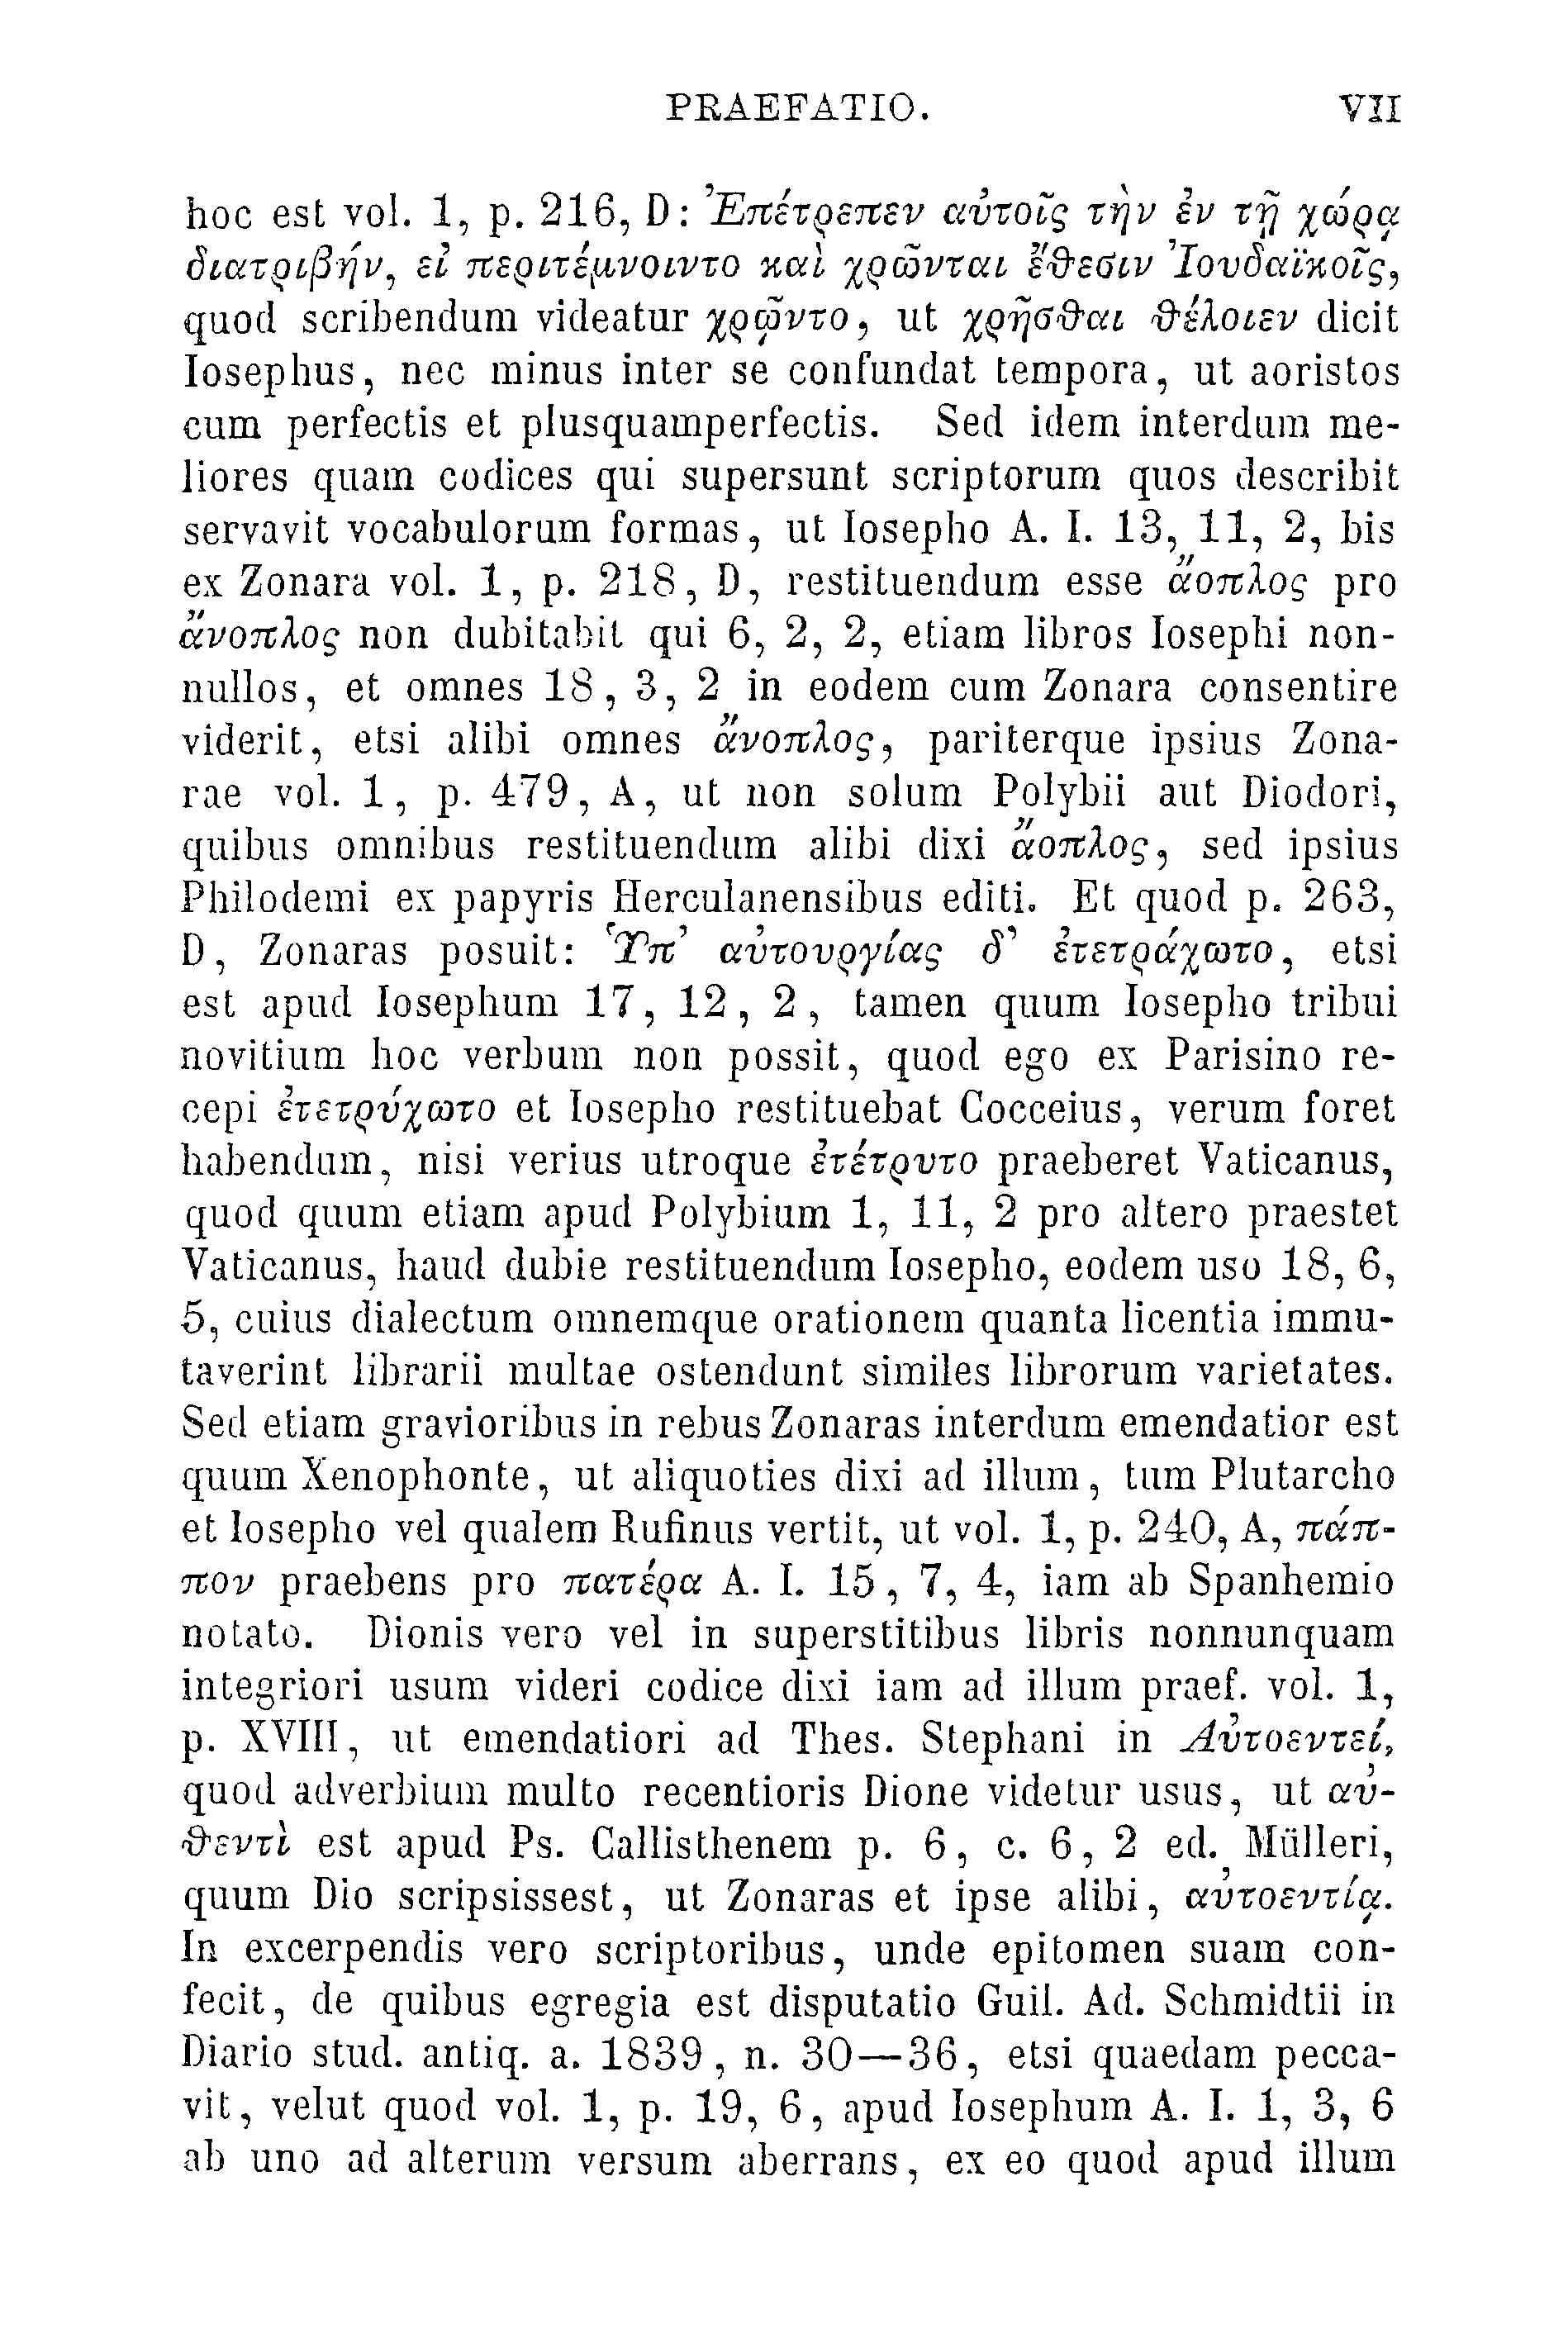 PRAEFATIO. VII
hoc est vol. 1, p. 216, D: Ἐπέτρεπεν αὐτοῖς τὴν ἐν τῇ χώρᾳ
διατριβήν, εἰ περιτέμνοιντο καὶ χρῶνται ἔθεσιν Ἰουδαϊκοῖς,
quod scribendum videatur χρῷντο, ut χρῆσθαι θέλοιεν dicit
Iosephus, nec minus inter se confundat tempora, ut aoristos
cum perfectis et plusquamperfectis. Sed idem interdum me-
liores quam codices qui supersunt scriptorum quos describit
servavit vocabulorum formas, ut Iosepho A. I. 13, 11, 2, bis
ex Zonara vol. 1, p. 218, D, restituendum esse ἄοπλος pro
ἄνοπλος non dubitabit qui 6, 2, 2, etiam libros Iosephi non-
nullos, et omnes 18, 3, 2 in eodem cum Zonara consentire
viderit, etsi alibi omnes ἄνοπλος, pariterque ipsius Zona-
rae vol. 1, p. 479, A, ut non solum Polybii aut Diodori,
quibus omnibus restituendum alibi dixi ἄοπλος, sed ipsius
Philodemi ex papyris Herculanensibus editi. Et quod p. 263,
D, Zonaras posuit: Ὑπ’ αὐτουργίας δ’ ἐτετράχωτο, etsi
est apud Iosephum 17, 12, 2, tamen quum Iosepho tribui
novitium hoc verbum non possit, quod ego ex Parisino re-
cepi ἐτετρύχωτο et Iosepho restituebat Cocceius, verum foret
habendum, nisi verius utroque ἐτέτρυτο praeberet Vaticanus,
quod quum etiam apud Polybium 1, 11, 2 pro altero praestet
Vaticanus, haud dubie restituendum Iosepho, eodem uso 18, 6,
5, cuius dialectum omnemque orationem quanta licentia immu-
taverint librarii multae ostendunt similes librorum varietates.
Sed etiam gravioribus in rebus Zonaras interdum emendatior est
quum Xenophonte, ut aliquoties dixi ad illum, tum Plutarcho
et Iosepho vel qualem Rufinus vertit, ut vol. 1, p. 240, A, πάπ-
πον praebens pro πατέρα A. I. 15, 7, 4, iam ab Spanhemio
notato. Dionis vero vel in superstitibus libris nonnunquam
integriori usum videri codice dixi iam ad illum praef. vol. 1,
p. XVIII, ut emendatiori ad Thes. Stephani in Αὐτοεντεί,
quod adverbium multo recentioris Dione videtur usus, ut αὐ-
θεντὶ est apud Ps. Callisthenem p. 6, c. 6, 2 ed. Mülleri,
quum Dio scripsissest, ut Zonaras et ipse alibi, αὐτοεντίᾳ.
In excerpendis vero scriptoribus, unde epitomen suam con-
fecit, de quibus egregia est disputatio Guil. Ad. Schmidtii in
Diario stud. antiq. a. 1839, n. 30—36, etsi quaedam pecca-
vit, velut quod vol. 1, p. 19, 6, apud Iosephum A. I. 1, 3, 6
ab uno ad alterum versum aberrans, ex eo quod apud illum